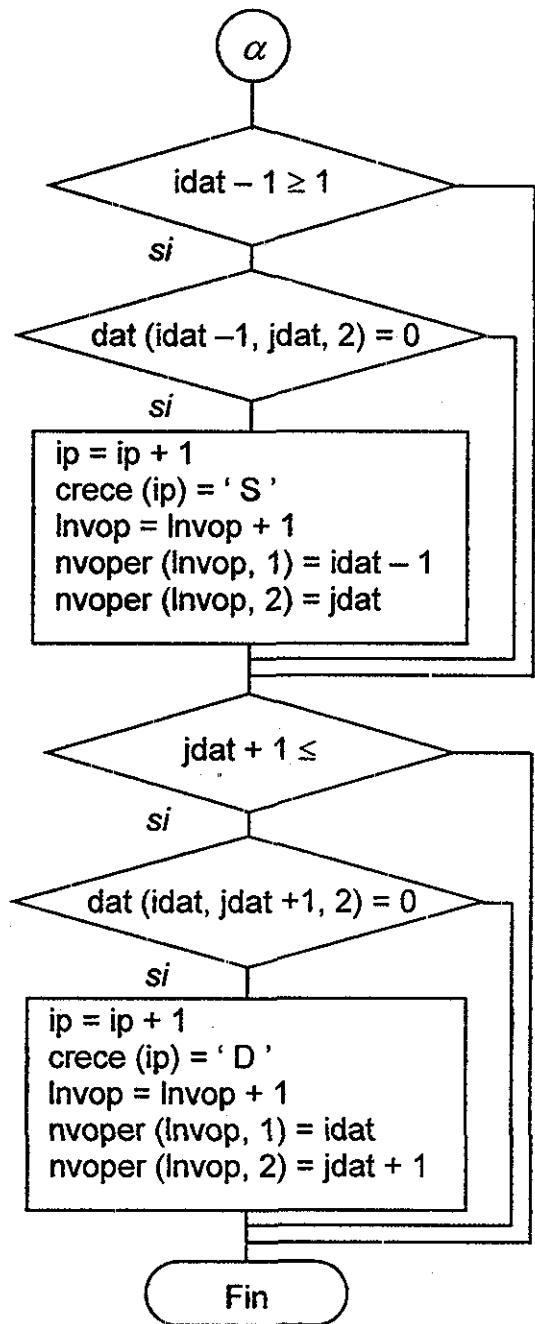 α
idat – 1 ≥ 1
si
dat (idat –1, jdat, 2) = 0
si
ip = ip + 1
crece (ip) = ‘ S ’
lnvop = lnvop + 1
nvoper (lnvop, 1) = idat – 1
nvoper (lnvop, 2) = jdat
jdat + 1 ≤
si
dat (idat, jdat +1, 2) = 0
si
ip = ip + 1
crece (ip) = ‘ D ’
lnvop = lnvop + 1
nvoper (lnvop, 1) = idat
nvoper (lnvop, 2) = jdat + 1
Fin